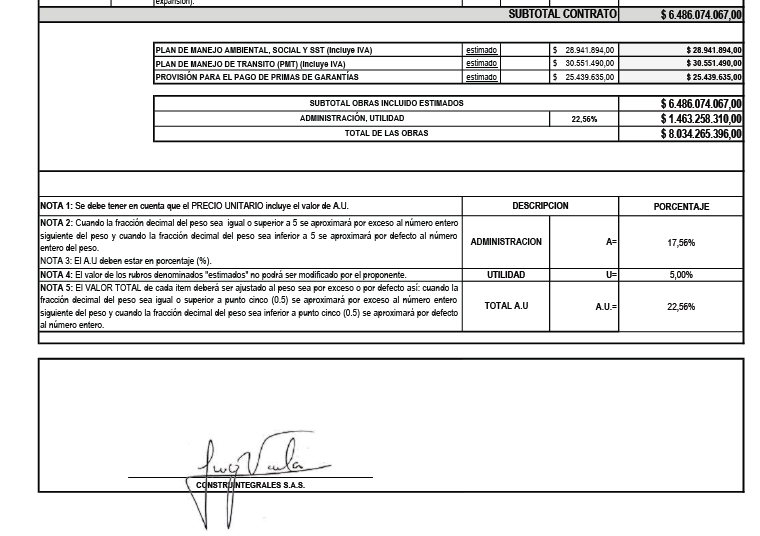 expansión).
SUBTOTAL CONTRATO $ 6.486.074.067,00
PLAN DE MANEJO AMBIENTAL, SOCIAL Y SST (Incluye IVA) estimado $ 28.941.894,00 $ 28.941.894,00
PLAN DE MANEJO DE TRANSITO (PMT) (Incluye IVA) estimado $ 30.551.490,00 $ 30.551.490,00
PROVISIÓN PARA EL PAGO DE PRIMAS DE GARANTÍAS estimado $ 25.439.635,00 $ 25.439.635,00
SUBTOTAL OBRAS INCLUIDO ESTIMADOS $ 6.486.074.067,00
ADMINISTRACIÓN, UTILIDAD 22,56% $ 1.463.258.310,00
TOTAL DE LAS OBRAS $ 8.034.265.396,00
NOTA 1: Se debe tener en cuenta que el PRECIO UNITARIO incluye el valor de A.U. DESCRIPCION PORCENTAJE
NOTA 2: Cuando la fracción decimal del peso sea igual o superior a 5 se aproximará por exceso al número entero
siguiente del peso y cuando la fracción decimal del peso sea inferior a 5 se aproximará por defecto al número
entero del peso.
NOTA 3: El A.U deben estar en porcentaje (%).
ADMINISTRACION A= 17,56%
NOTA 4: El valor de los rubros denominados "estimados" no podrá ser modificado por el proponente. UTILIDAD U= 5,00%
NOTA 5: El VALOR TOTAL de cada item deberá ser ajustado al peso sea por exceso o por defecto así: cuando la
fracción decimal del peso sea igual o superior a punto cinco (0.5) se aproximará por exceso al número entero
siguiente del peso y cuando la fracción decimal del peso sea inferior a punto cinco (0.5) se aproximará por defecto
al número entero.
TOTAL A.U A.U.= 22,56%
CONSTRUINTEGRALES S.A.S.